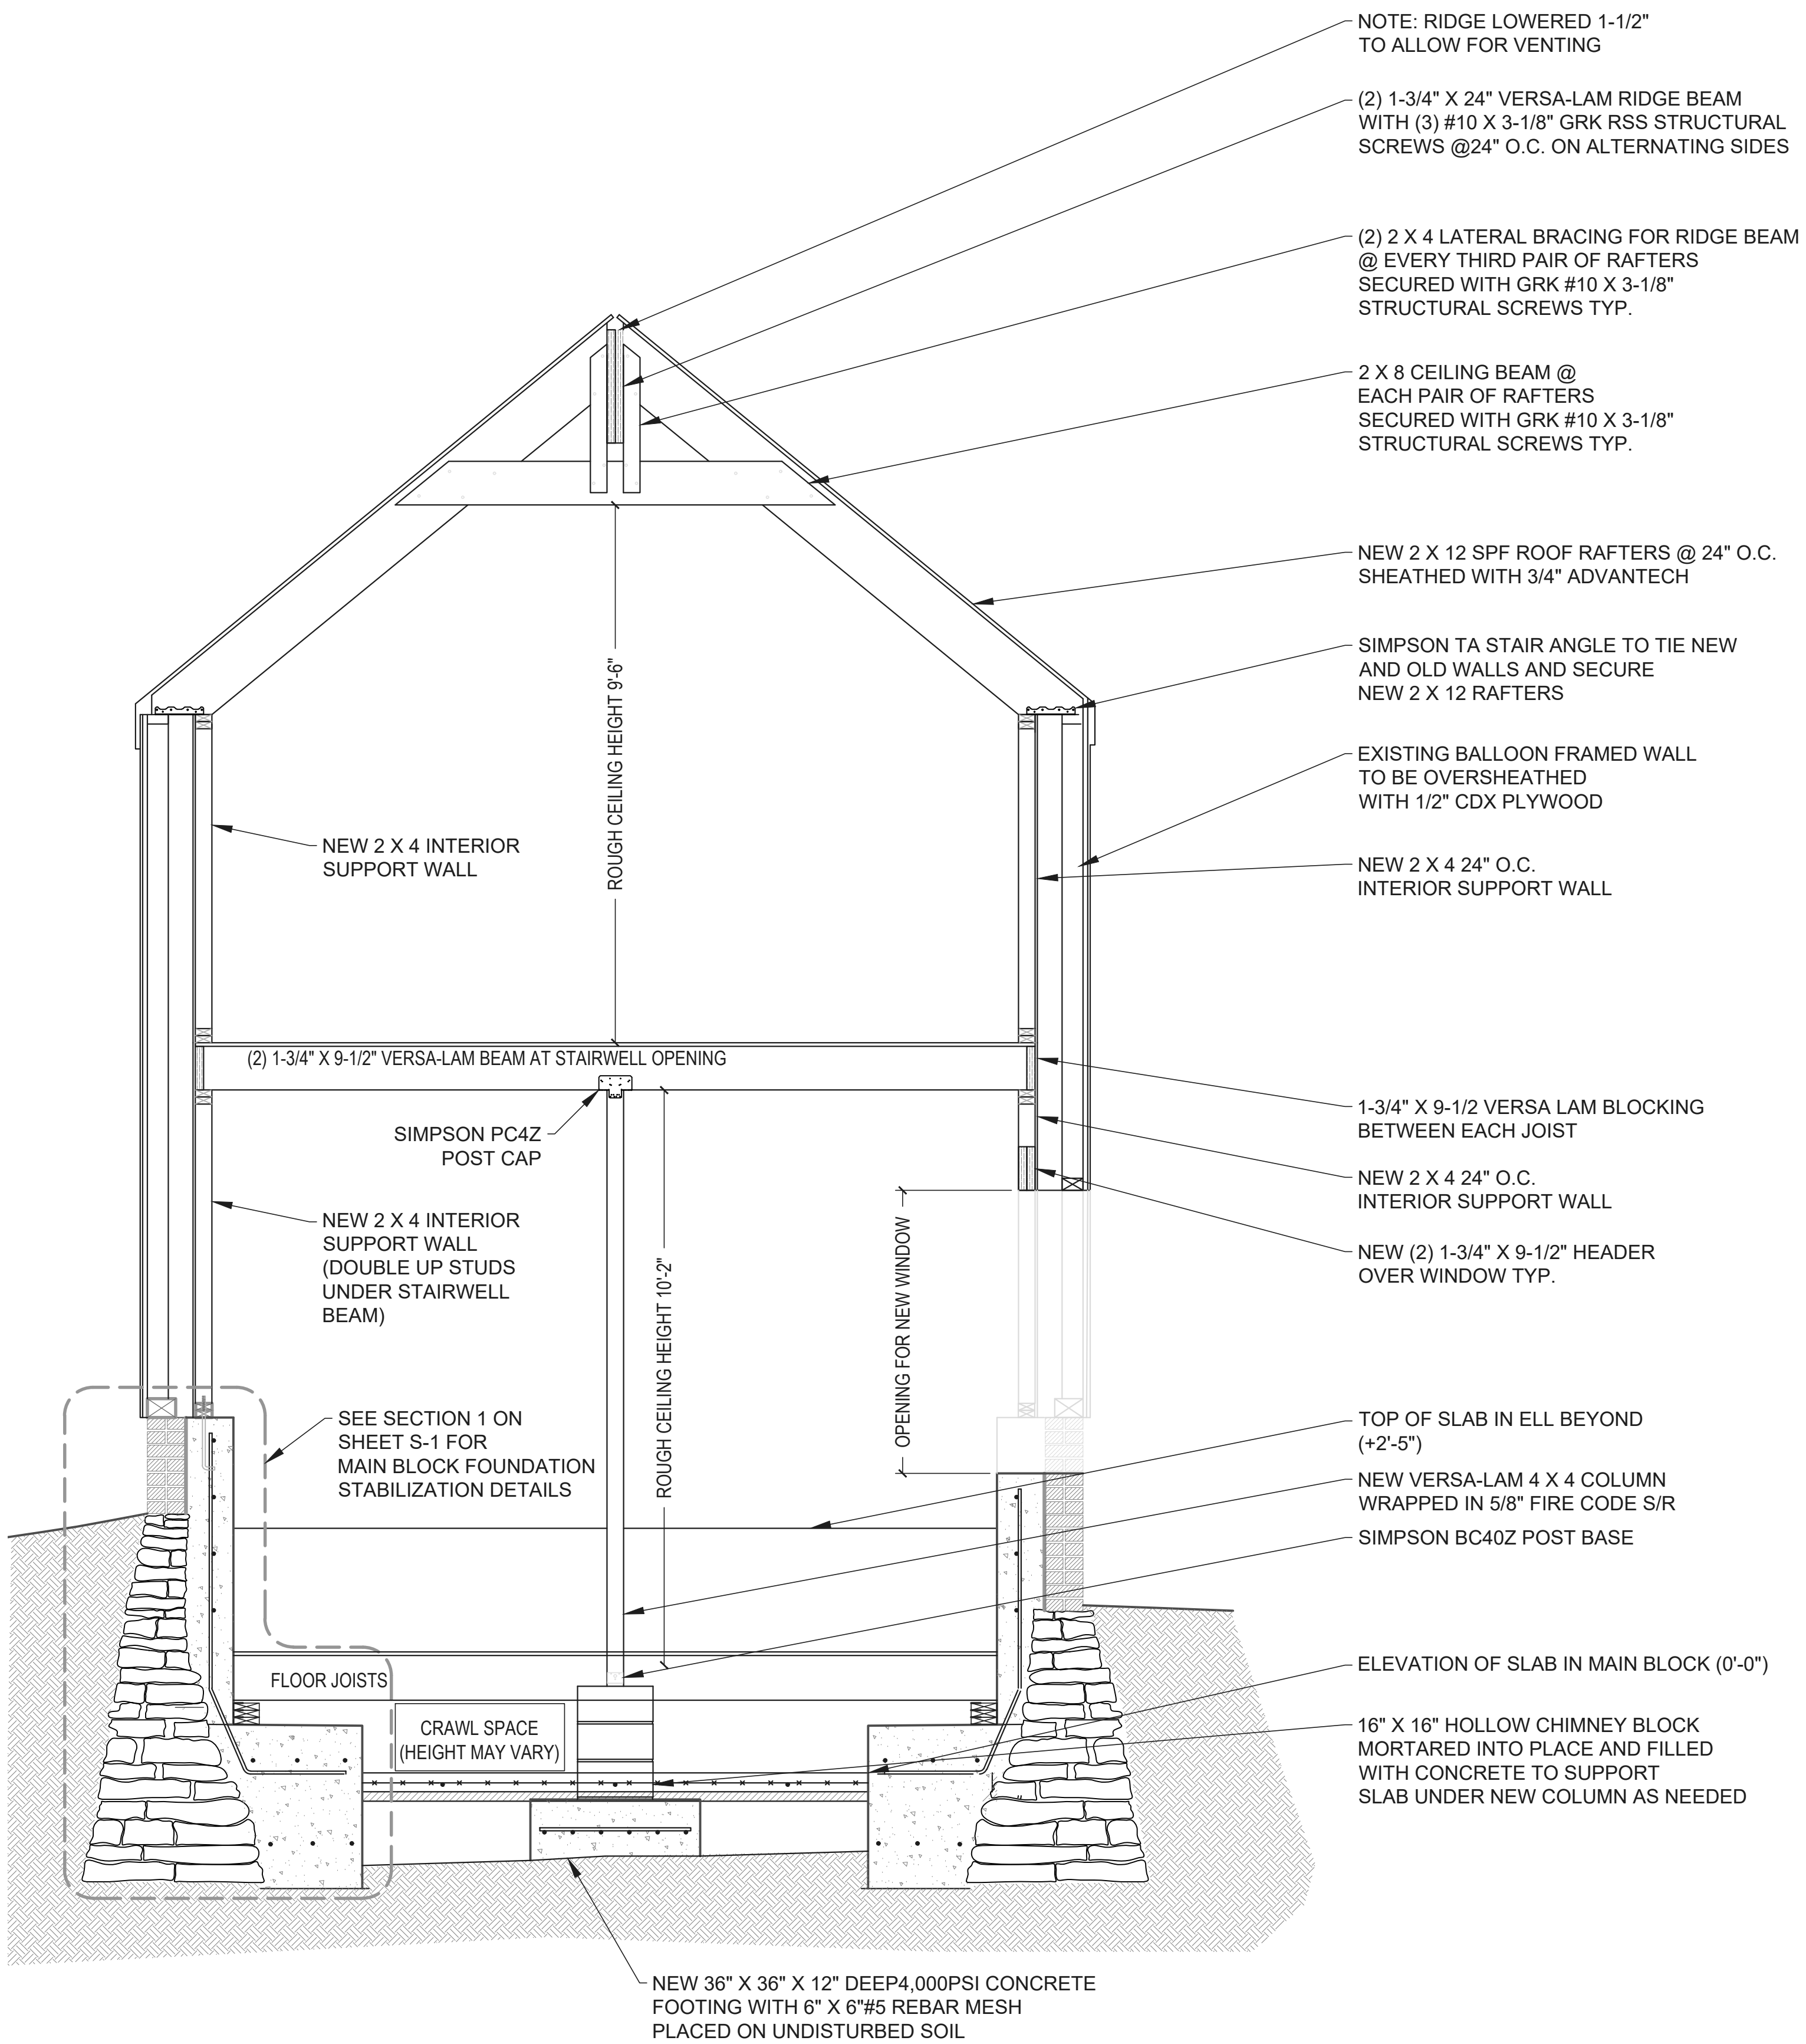 NOTE: RIDGE LOWERED 1-1/2"
TO ALLOW FOR VENTING
(2) 1-3/4" X 24" VERSA-LAM RIDGE BEAM
WITH (3) #10 X 3-1/8" GRK RSS STRUCTURAL
SCREWS @24" O.C. ON ALTERNATING SIDES
(2) 2 X 4 LATERAL BRACING FOR RIDGE BEAM
@ EVERY THIRD PAIR OF RAFTERS
SECURED WITH GRK #10 X 3-1/8"
STRUCTURAL SCREWS TYP.
2 X 8 CEILING BEAM @
EACH PAIR OF RAFTERS
SECURED WITH GRK #10 X 3-1/8"
STRUCTURAL SCREWS TYP.
NEW 2 X 12 SPF ROOF RAFTERS @ 24" O.C.
SHEATHED WITH 3/4" ADVANTECH
SIMPSON TA STAIR ANGLE TO TIE NEW
AND OLD WALLS AND SECURE
NEW 2 X 12 RAFTERS
EXISTING BALLOON FRAMED WALL
TO BE OVERSHEATHED
WITH 1/2" CDX PLYWOOD
NEW 2 X 4 24" O.C.
INTERIOR SUPPORT WALL
ROUGH CEILING HEIGHT 9'-6"
NEW 2 X 4 INTERIOR
SUPPORT WALL
(2) 1-3/4" X 9-1/2" VERSA-LAM BEAM AT STAIRWELL OPENING
SIMPSON PC4Z
POST CAP
1-3/4" X 9-1/2 VERSA LAM BLOCKING
BETWEEN EACH JOIST
NEW 2 X 4 24" O.C.
INTERIOR SUPPORT WALL
NEW (2) 1-3/4" X 9-1/2" HEADER
OVER WINDOW TYP.
NEW 2 X 4 INTERIOR
SUPPORT WALL
(DOUBLE UP STUDS
UNDER STAIRWELL
BEAM)
ROUGH CEILING HEIGHT 10'-2"
OPENING FOR NEW WINDOW
SEE SECTION 1 ON
SHEET S-1 FOR
MAIN BLOCK FOUNDATION
STABILIZATION DETAILS
TOP OF SLAB IN ELL BEYOND
(+2'-5")
NEW VERSA-LAM 4 X 4 COLUMN
WRAPPED IN 5/8" FIRE CODE S/R
SIMPSON BC40Z POST BASE
FLOOR JOISTS
CRAWL SPACE
(HEIGHT MAY VARY)
ELEVATION OF SLAB IN MAIN BLOCK (0'-0")
16" X 16" HOLLOW CHIMNEY BLOCK
MORTARED INTO PLACE AND FILLED
WITH CONCRETE TO SUPPORT
SLAB UNDER NEW COLUMN AS NEEDED
NEW 36" X 36" X 12" DEEP4,000PSI CONCRETE
FOOTING WITH 6" X 6"#5 REBAR MESH
PLACED ON UNDISTURBED SOIL